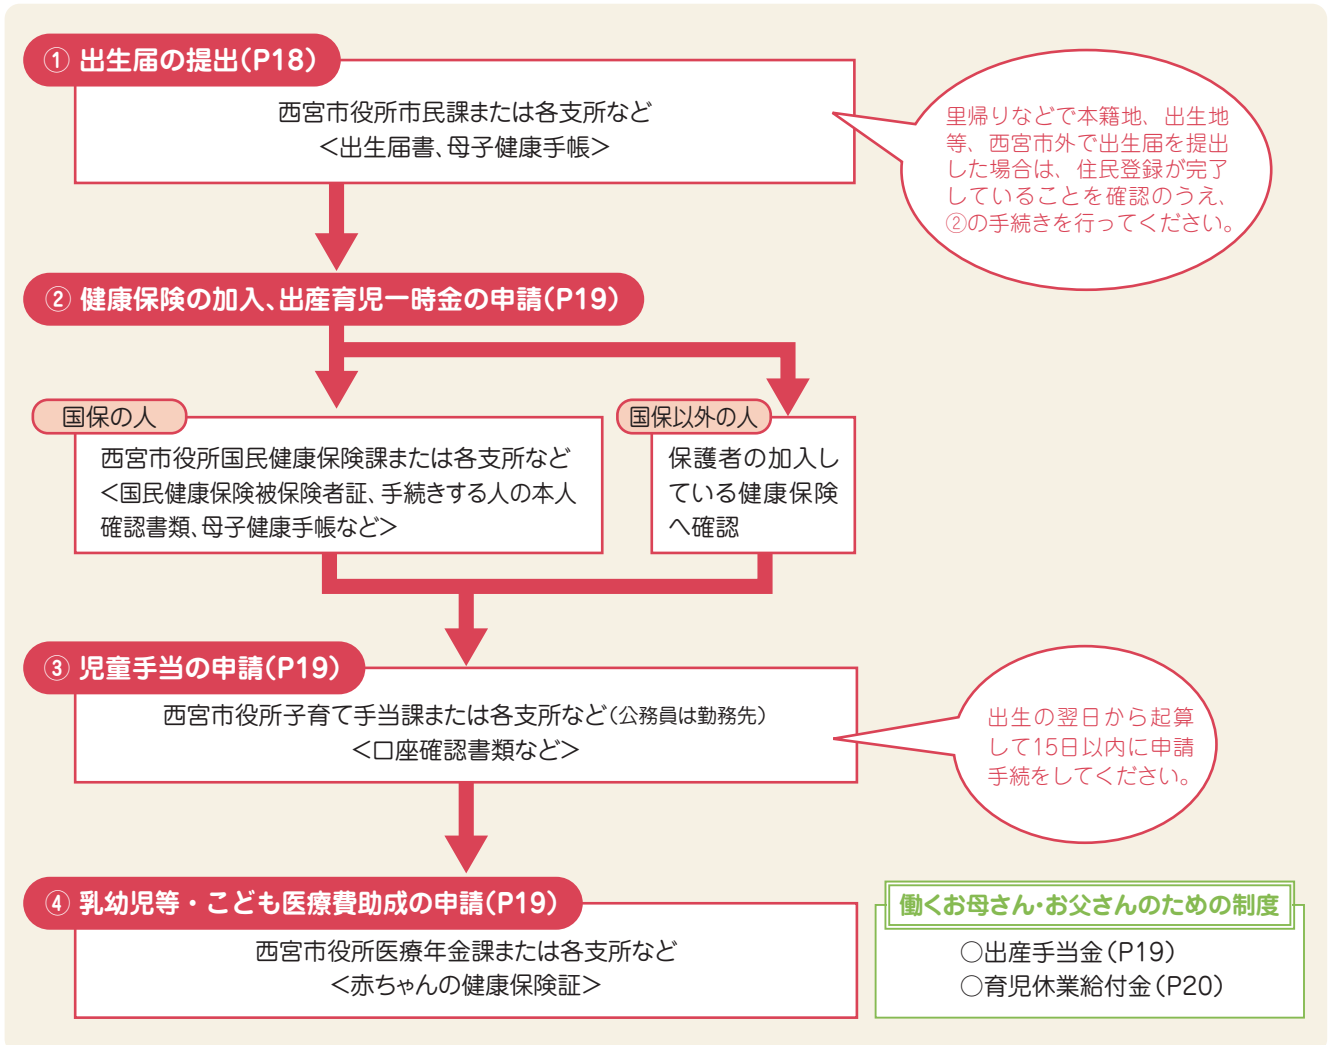 ① 出生届の提出(P18)
西宮市役所市民課または各支所など
<出生届書、母子健康手帳>
里帰りなどで本籍地、出生地
等、西宮市外で出生届を提出
した場合は、住民登録が完了
していることを確認のうえ、
②の手続きを行ってください。
② 健康保険の加入、出産育児一時金の申請(P19)
国保の人
西宮市役所国民健康保険課または各支所など
<国民健康保険被保険者証、手続きする人の本人
確認書類、母子健康手帳など>
国保以外の人
保護者の加入し
ている健康保険
へ確認
③ 児童手当の申請(P19)
西宮市役所子育て手当課または各支所など(公務員は勤務先)
<口座確認書類など>
出生の翌日から起算
して15日以内に申請
手続をしてください。
④ 乳幼児等・こども医療費助成の申請(P19)
西宮市役所医療年金課または各支所など
<赤ちゃんの健康保険証>
働くお母さん・お父さんのための制度
○出産手当金(P19)
○育児休業給付金(P20)